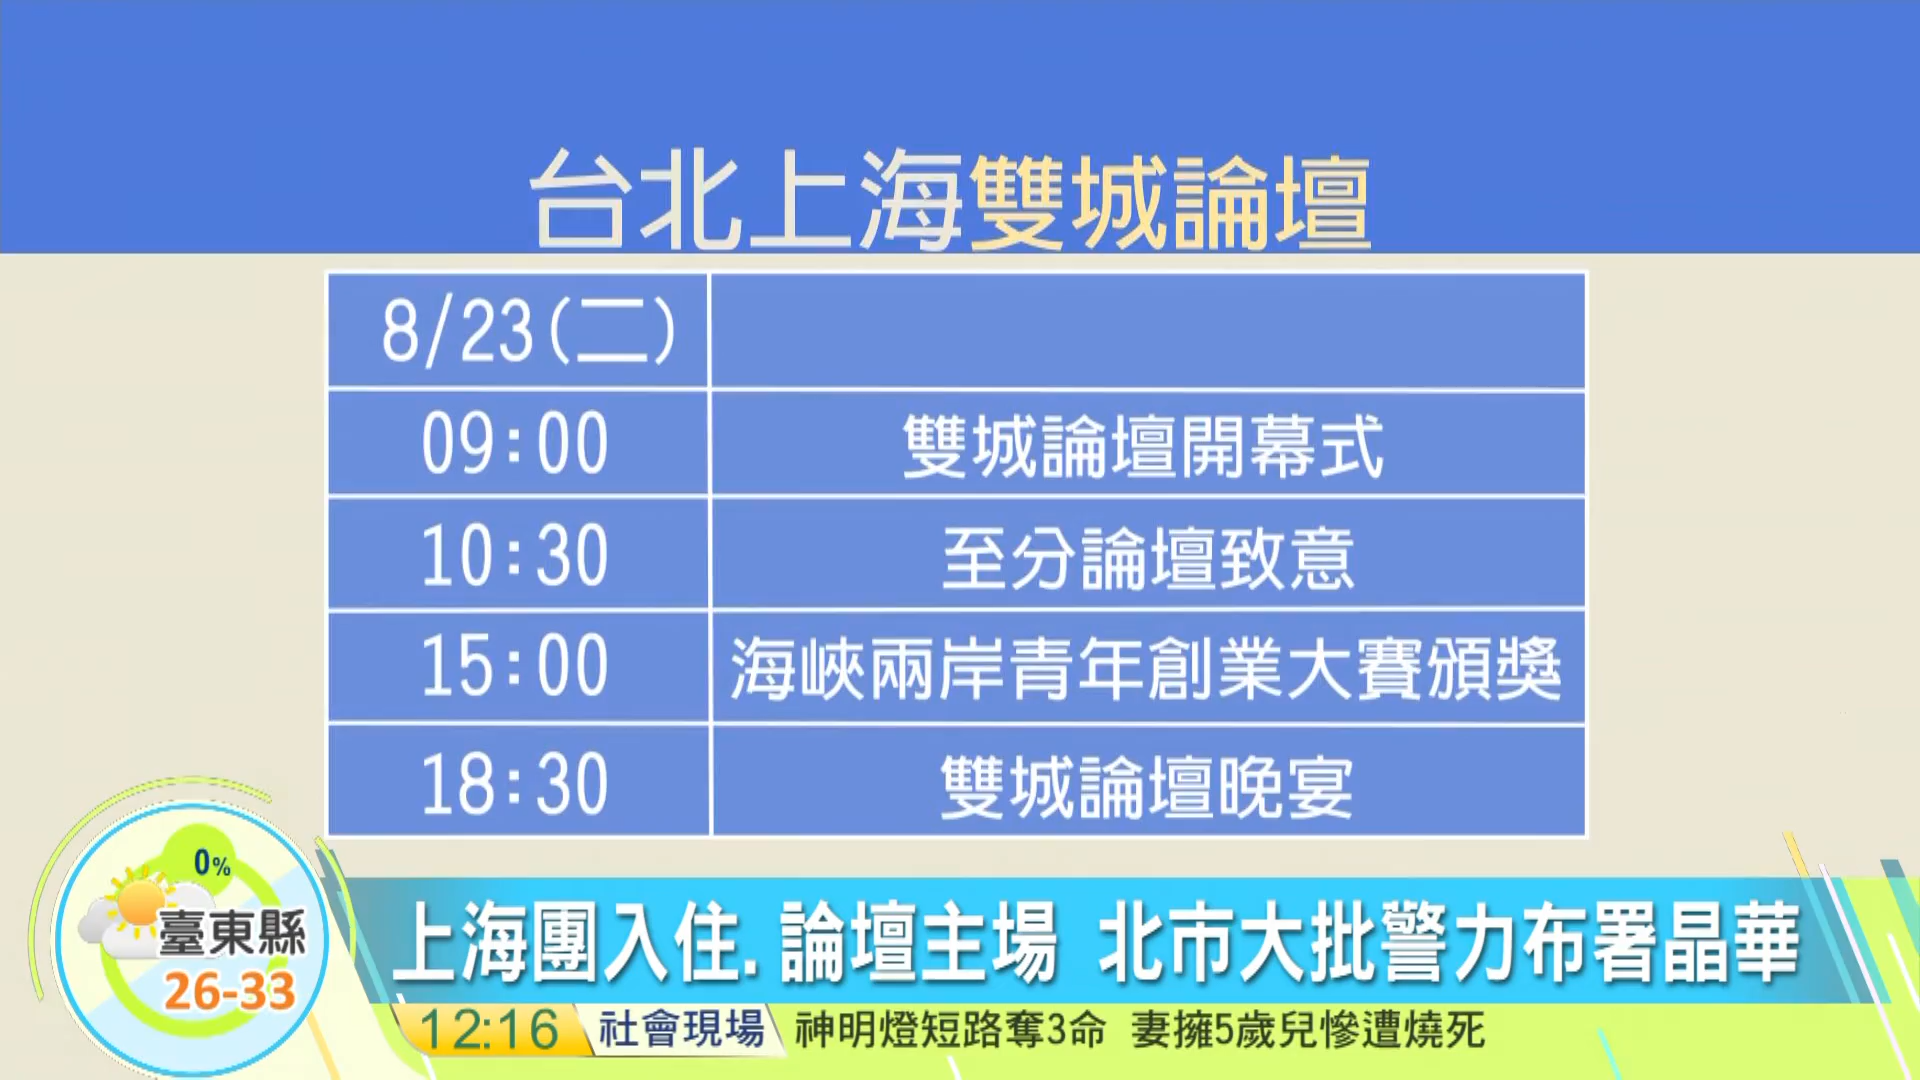 台北上海雙城論壇
8/23(二)
09:00 雙城論壇開幕式
10:30 至分論壇致意
15:00 海峽兩岸青年創業大賽頒獎
18:30 雙城論壇晚宴
0%
臺東縣
26-33
上海團入住.論壇主場 北市大批警力布署晶華
12:16 社會現場 神明燈短路奪3命 妻擁5歲兒慘遭燒死